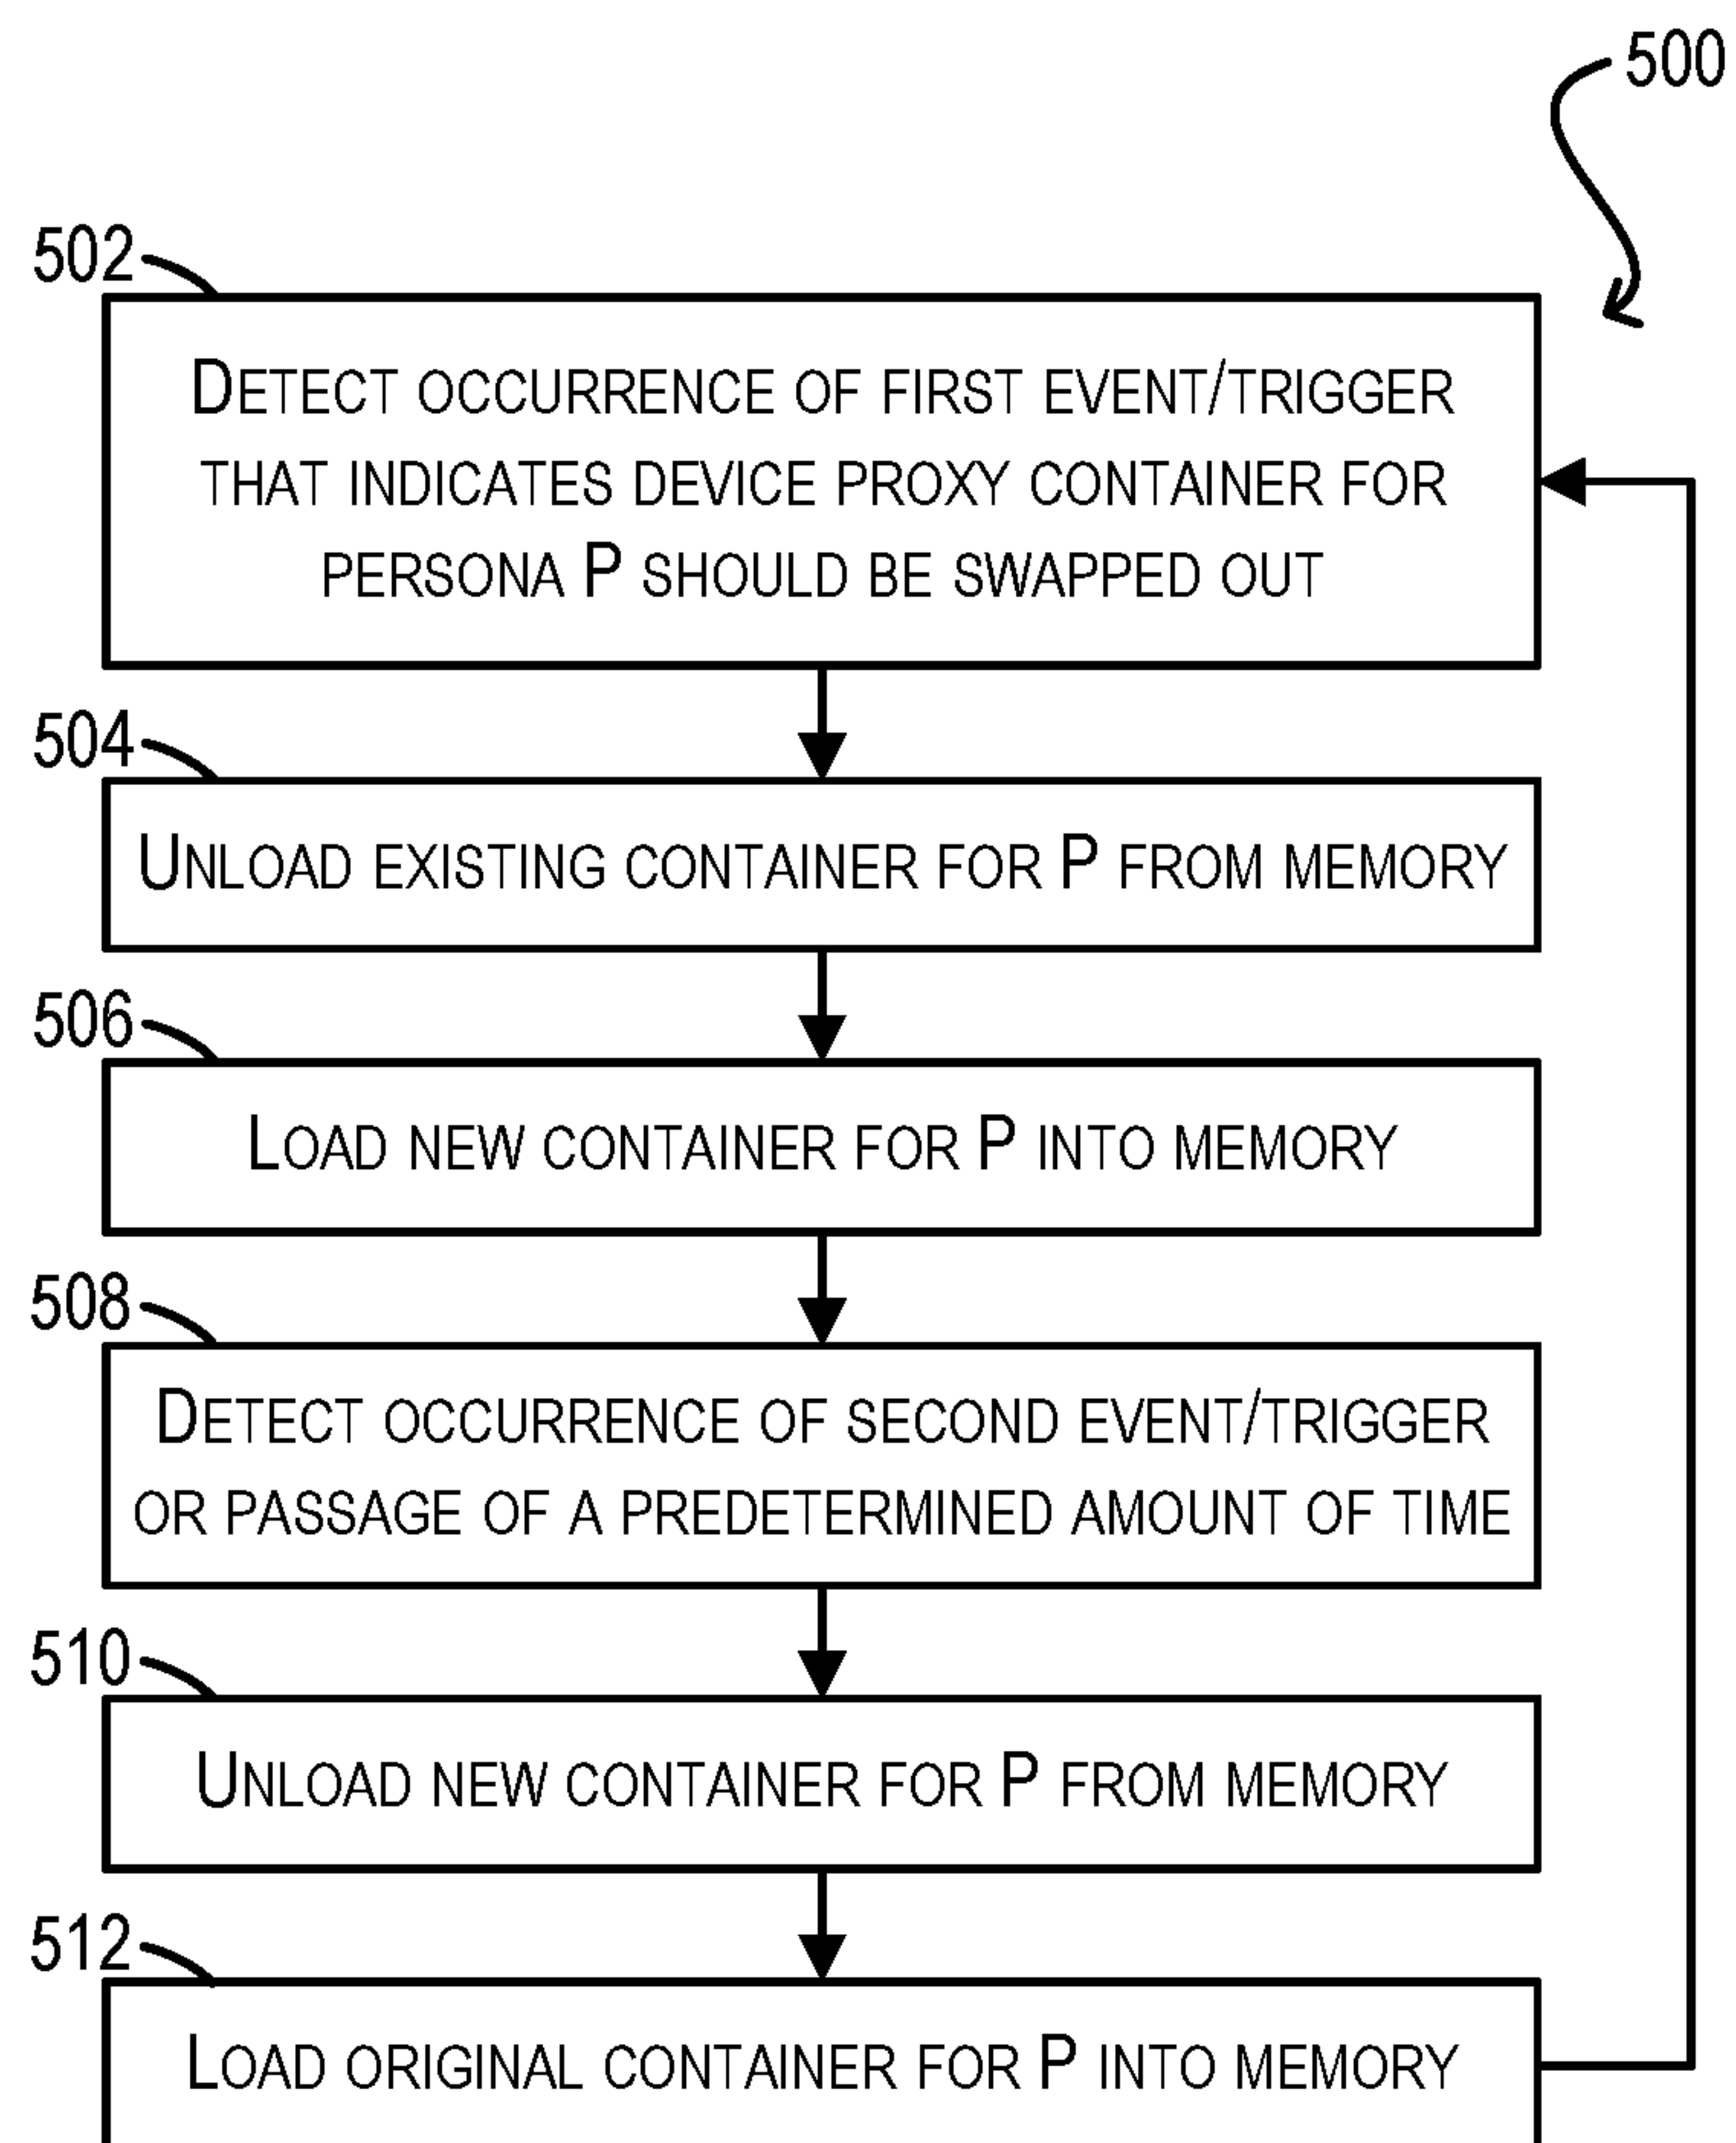 500
502
DETECT OCCURRENCE OF FIRST EVENT/TRIGGER
THAT INDICATES DEVICE PROXY CONTAINER FOR
PERSONA P SHOULD BE SWAPPED OUT
504
UNLOAD EXISTING CONTAINER FOR P FROM MEMORY
506
LOAD NEW CONTAINER FOR P INTO MEMORY
508
DETECT OCCURRENCE OF SECOND EVENT/TRIGGER
OR PASSAGE OF A PREDETERMINED AMOUNT OF TIME
510
UNLOAD NEW CONTAINER FOR P FROM MEMORY
512
LOAD ORIGINAL CONTAINER FOR P INTO MEMORY